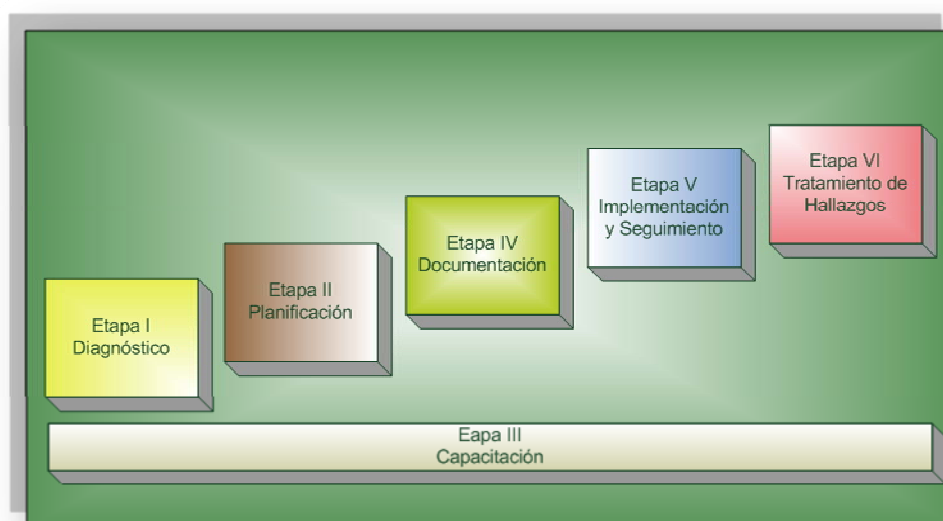 Etapa I
Diagnóstico
Etapa II
Planificación
Etapa IV
Documentación
Etapa V
Implementación
y Seguimiento
Etapa VI
Tratamiento de
Hallazgos
Eapa III
Capacitación